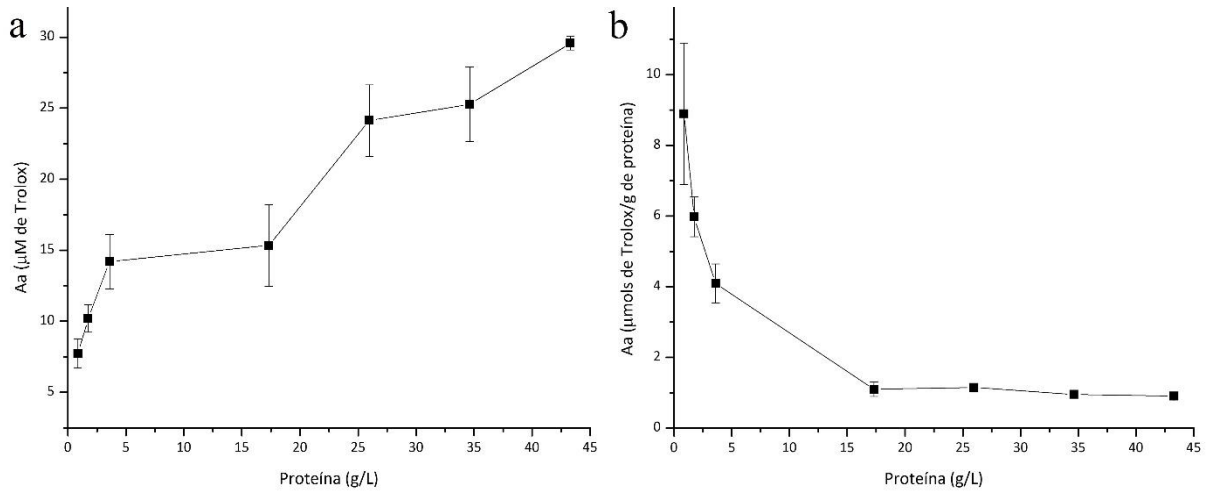 a
30
25
20
15
10
5
0 5 10 15 20 25 30 35 40 45
Aa (µM de Trolox)
Proteína (g/L)
b
10
8
6
4
2
0
0 5 10 15 20 25 30 35 40 45
Aa (µmols de Trolox/g de proteína)
Proteína (g/L)